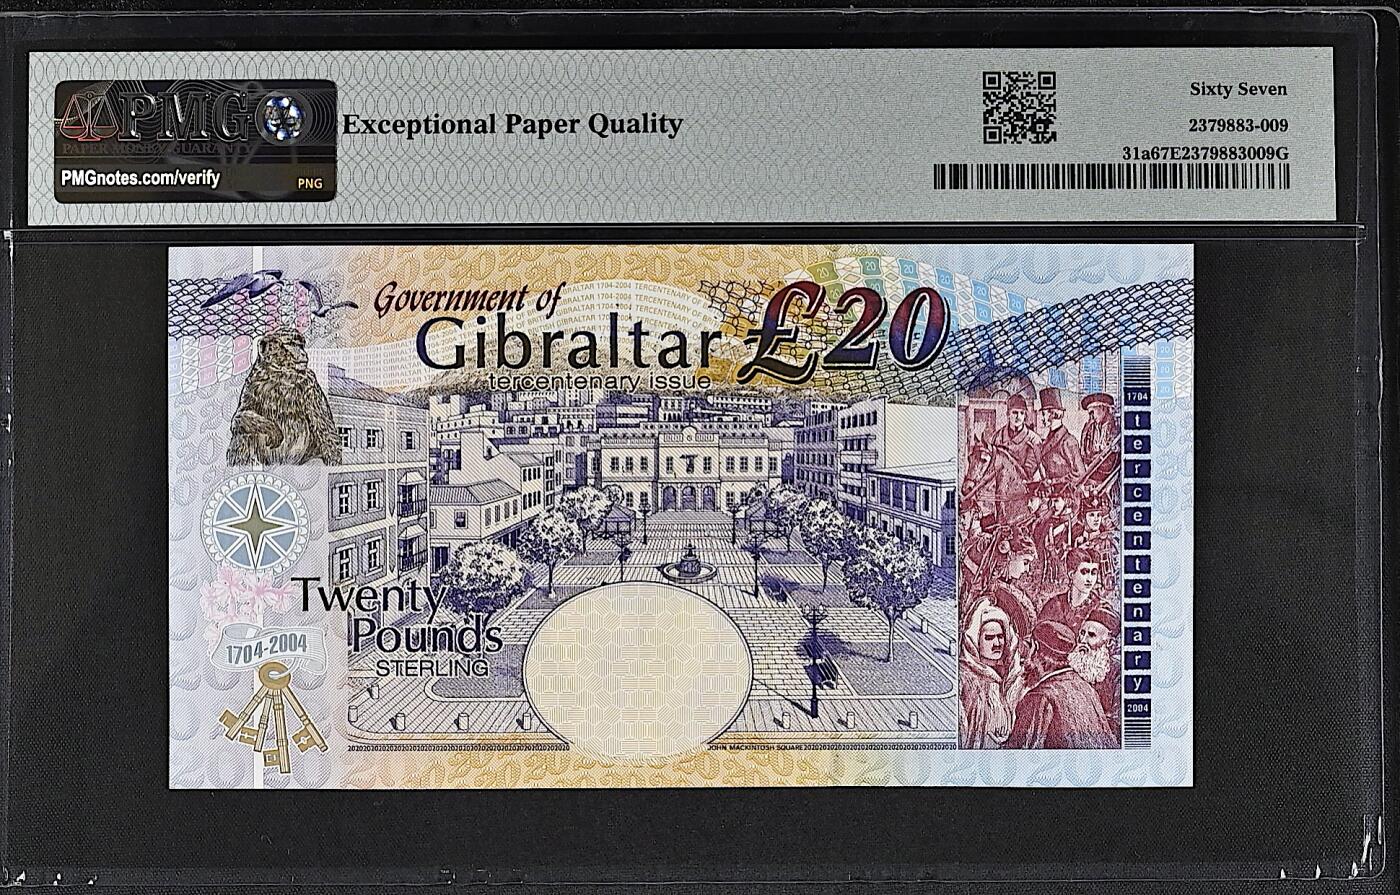 PMG
PAPER MONEY GUARANTY
PMGnotes.com/verify
PNG
Exceptional Paper Quality
Sixty Seven
2379883-009
31a67E2379883009G
Government of
Gibraltar
tercentenary issue
£20
Twenty
Pounds
STERLING
1704-2004
JOHN MACKINTOSH SQUARE
1704
tercentenary
2004